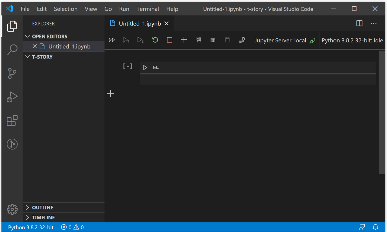 File Edit Selection View Go Run Terminal Help Untitled-1.ipynb - t-story - Visual Studio Code
EXPLORER
Untitled-1.ipynb
OPEN EDITORS
Untitled-1.ipynb
T-STORY
Jupyter Server: local Python 3.8.2 32-bit: Idle
[-]
OUTLINE
TIMELINE
Python 3.8.2 32-bit 0 0